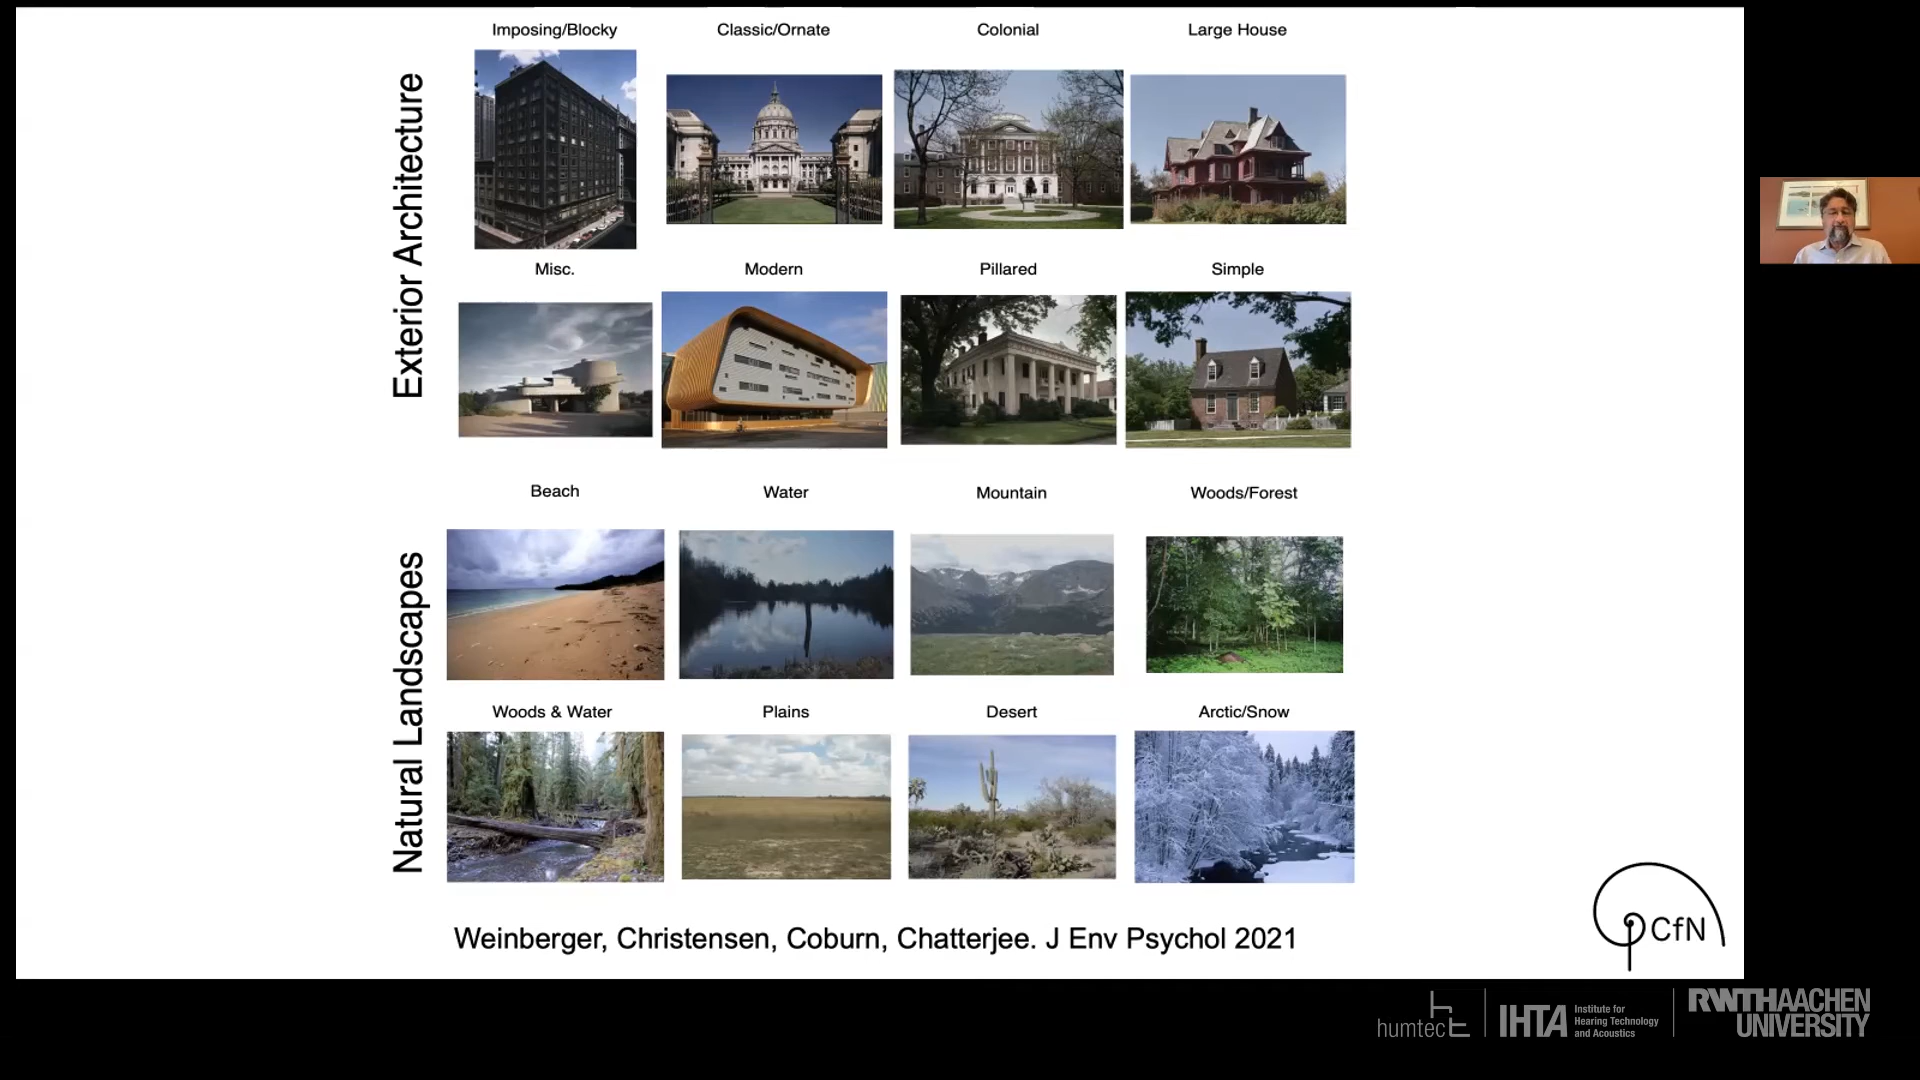 Exterior Architecture
Imposing/Blocky
Classic/Ornate
Colonial
Large House
Misc.
Modern
Pillared
Simple
Natural Landscapes
Beach
Water
Mountain
Woods/Forest
Woods & Water
Plains
Desert
Arctic/Snow
Weinberger, Christensen, Coburn, Chatterjee. J Env Psychol 2021
CfN
humtec
IHTA
Institute for
Hearing Technology
and Acoustics
RWTHAACHEN
UNIVERSITY